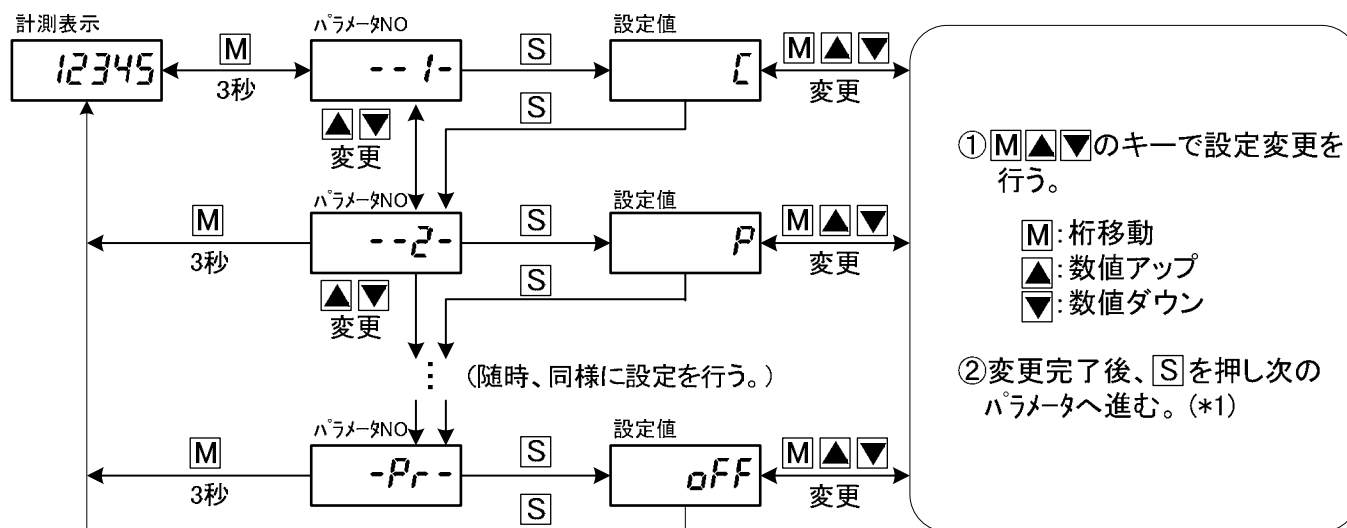 計測表示
12345
M
3秒
パラメータNO
--1-
S
設定値
C
M▲▼
変更
S
▲▼
変更
①M▲▼のキーで設定変更を
行う。
M:桁移動
▲:数値アップ
▼:数値ダウン
②変更完了後、Sを押し次の
パラメータへ進む。(*1)
M
3秒
パラメータNO
--2-
S
設定値
P
M▲▼
変更
S
▲▼
変更
(随時、同様に設定を行う。)
M
3秒
パラメータNO
-Pr-
S
設定値
oFF
M▲▼
変更
S